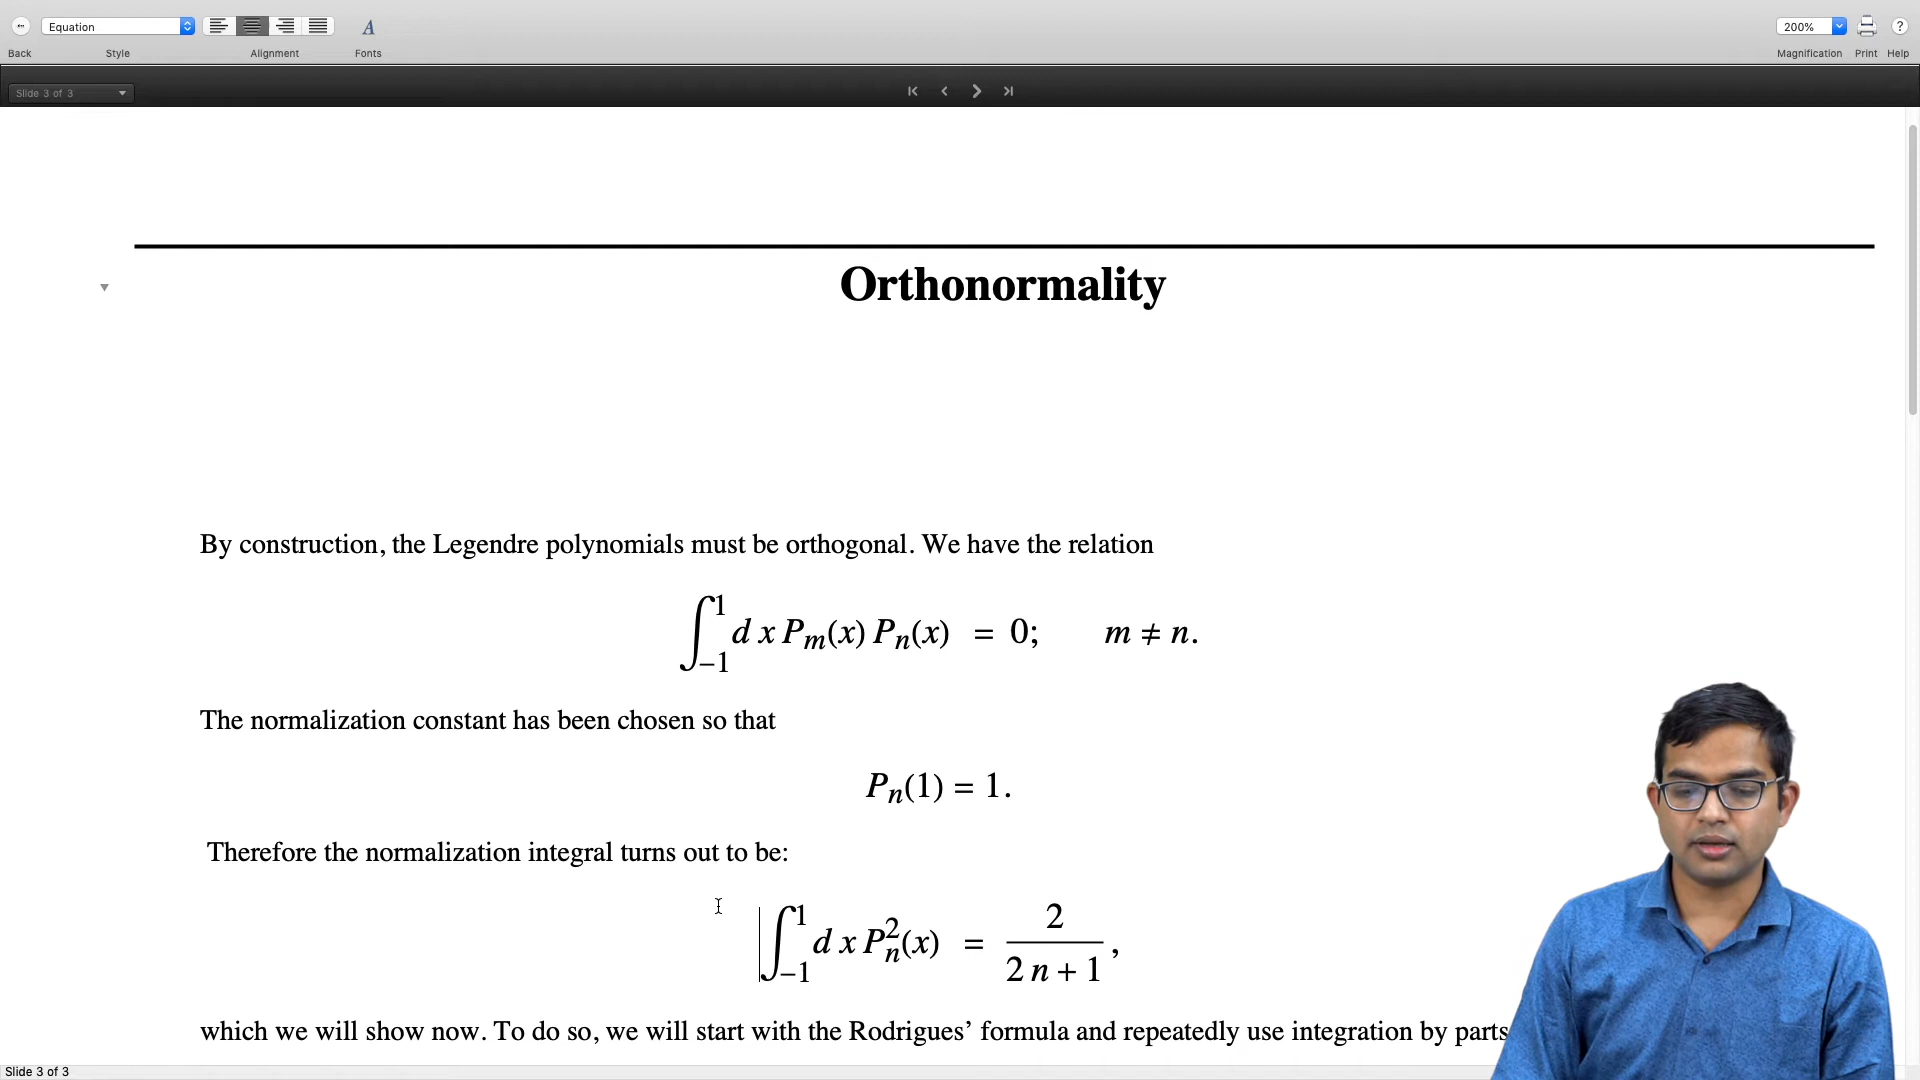 Equation
200%
Back Style Alignment Fonts Magnification Print Help
Slide 3 of 3
Orthonormality
By construction, the Legendre polynomials must be orthogonal. We have the relation
∫_{-1}^{1} d x P_m(x) P_n(x) = 0; m ≠ n.
The normalization constant has been chosen so that
P_n(1) = 1.
Therefore the normalization integral turns out to be:
∫_{-1}^{1} d x P_n^2(x) = 2/(2 n + 1) ,
which we will show now. To do so, we will start with the Rodrigues' formula and repeatedly use integration by parts
Slide 3 of 3